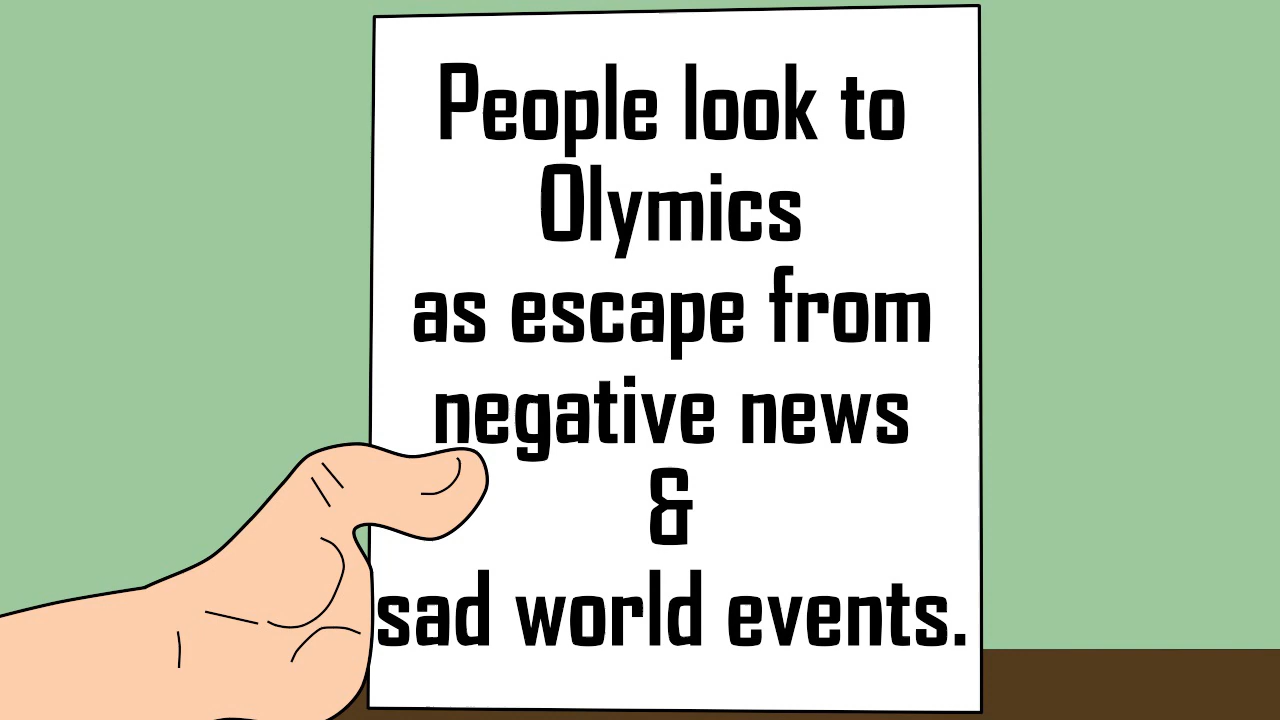 People look to
Olymics
as escape from
negative news
&
sad world events.